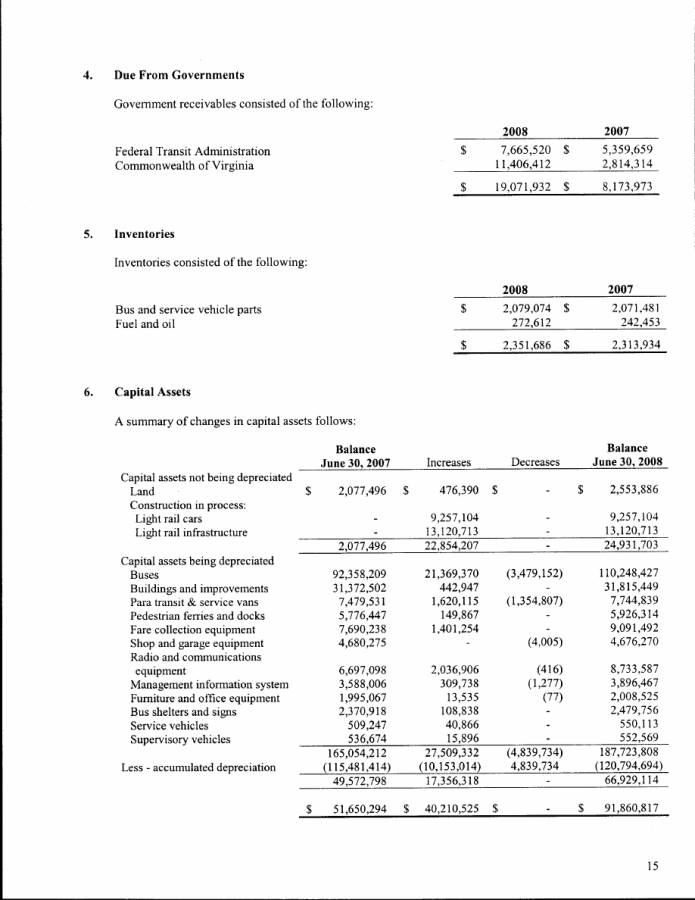 4. Due From Governments
Government receivables consisted of the following:
2008 2007
Federal Transit Administration $ 7,665,520 $ 5,359,659
Commonwealth of Virginia 11,406,412 2,814,314
$ 19,071,932 $ 8,173,973
5. Inventories
Inventories consisted of the following:
2008 2007
Bus and service vehicle parts $ 2,079,074 $ 2,071,481
Fuel and oil 272,612 242,453
$ 2,351,686 $ 2,313,934
6. Capital Assets
A summary of changes in capital assets follows:
Balance Balance
June 30, 2007 Increases Decreases June 30, 2008
Capital assets not being depreciated
Land $ 2,077,496 $ 476,390 $ - $ 2,553,886
Construction in process:
Light rail cars - 9,257,104 - 9,257,104
Light rail infrastructure - 13,120,713 - 13,120,713
2,077,496 22,854,207 - 24,931,703
Capital assets being depreciated
Buses 92,358,209 21,369,370 (3,479,152) 110,248,427
Buildings and improvements 31,372,502 442,947 - 31,815,449
Para transit & service vans 7,479,531 1,620,115 (1,354,807) 7,744,839
Pedestrian ferries and docks 5,776,447 149,867 - 5,926,314
Fare collection equipment 7,690,238 1,401,254 - 9,091,492
Shop and garage equipment 4,680,275 - (4,005) 4,676,270
Radio and communications
equipment 6,697,098 2,036,906 (416) 8,733,587
Management information system 3,588,006 309,738 (1,277) 3,896,467
Furniture and office equipment 1,995,067 13,535 (77) 2,008,525
Bus shelters and signs 2,370,918 108,838 - 2,479,756
Service vehicles 509,247 40,866 - 550,113
Supervisory vehicles 536,674 15,896 - 552,569
165,054,212 27,509,332 (4,839,734) 187,723,808
Less - accumulated depreciation (115,481,414) (10,153,014) 4,839,734 (120,794,694)
49,572,798 17,356,318 - 66,929,114
$ 51,650,294 $ 40,210,525 $ - $ 91,860,817
15